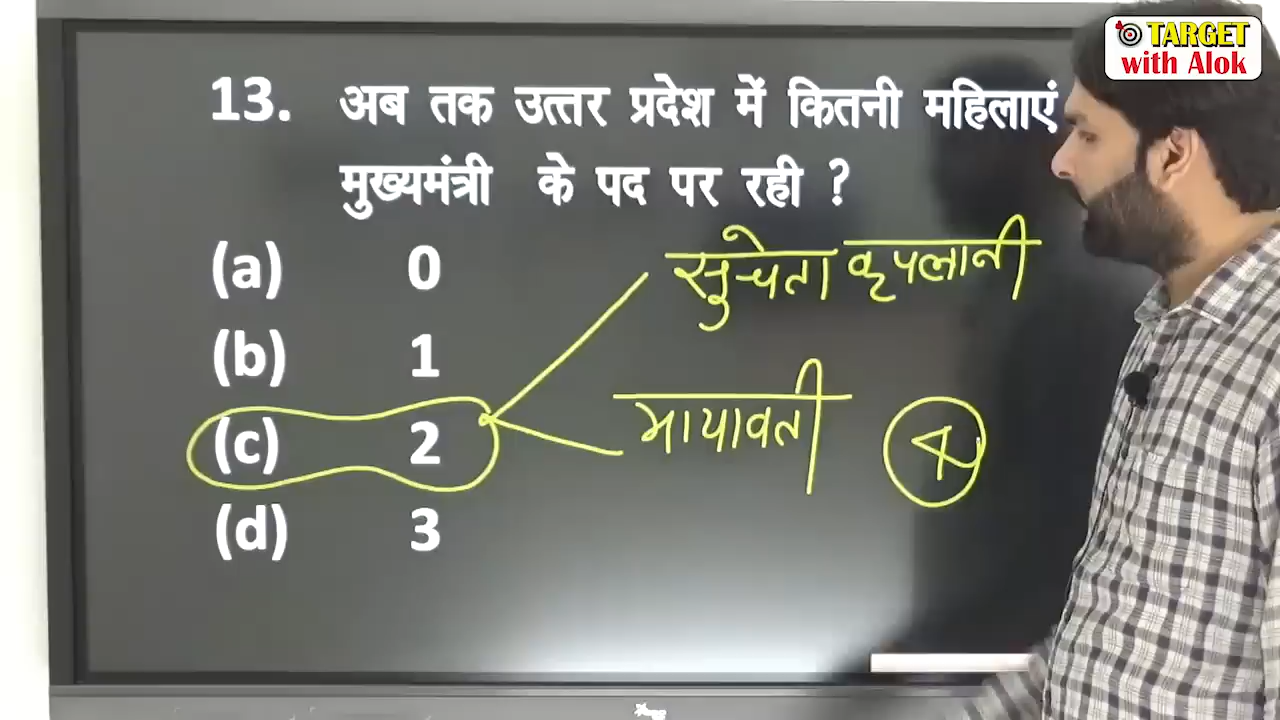 TARGET
with Alok
13. अब तक उत्तर प्रदेश में कितनी महिलाएं
मुख्यमंत्री के पद पर रही ?
(a) 0
सुचेता कृपलानी
(b) 1
(c) 2
मायावती 4
(d) 3